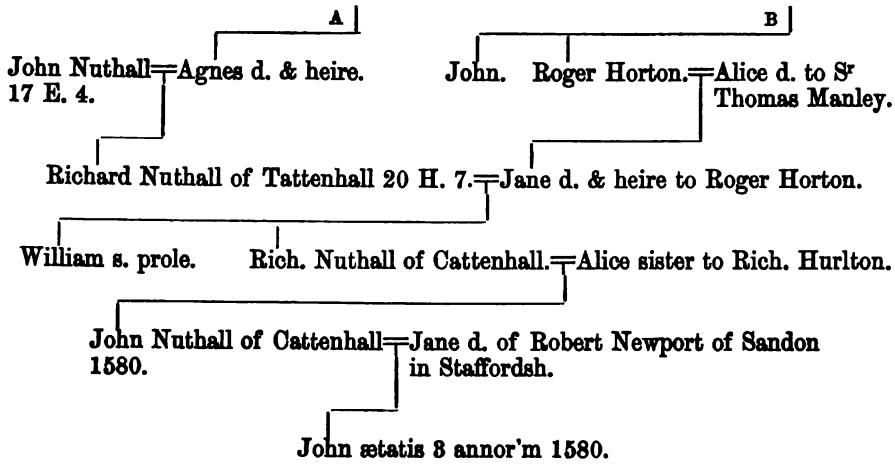 A
B
John Nuthall=Agnes d. & heire.
17 E. 4.
John. Roger Horton.=Alice d. to Sr
Thomas Manley.
Richard Nuthall of Tattenhall 20 H. 7.=Jane d. & heire to Roger Horton.
William s. prole. Rich. Nuthall of Cattenhall.=Alice sister to Rich. Hurlton.
John Nuthall of Cattenhall=Jane d. of Robert Newport of Sandon
1580. in Staffordsh.
John ætatis 3 annor'm 1580.